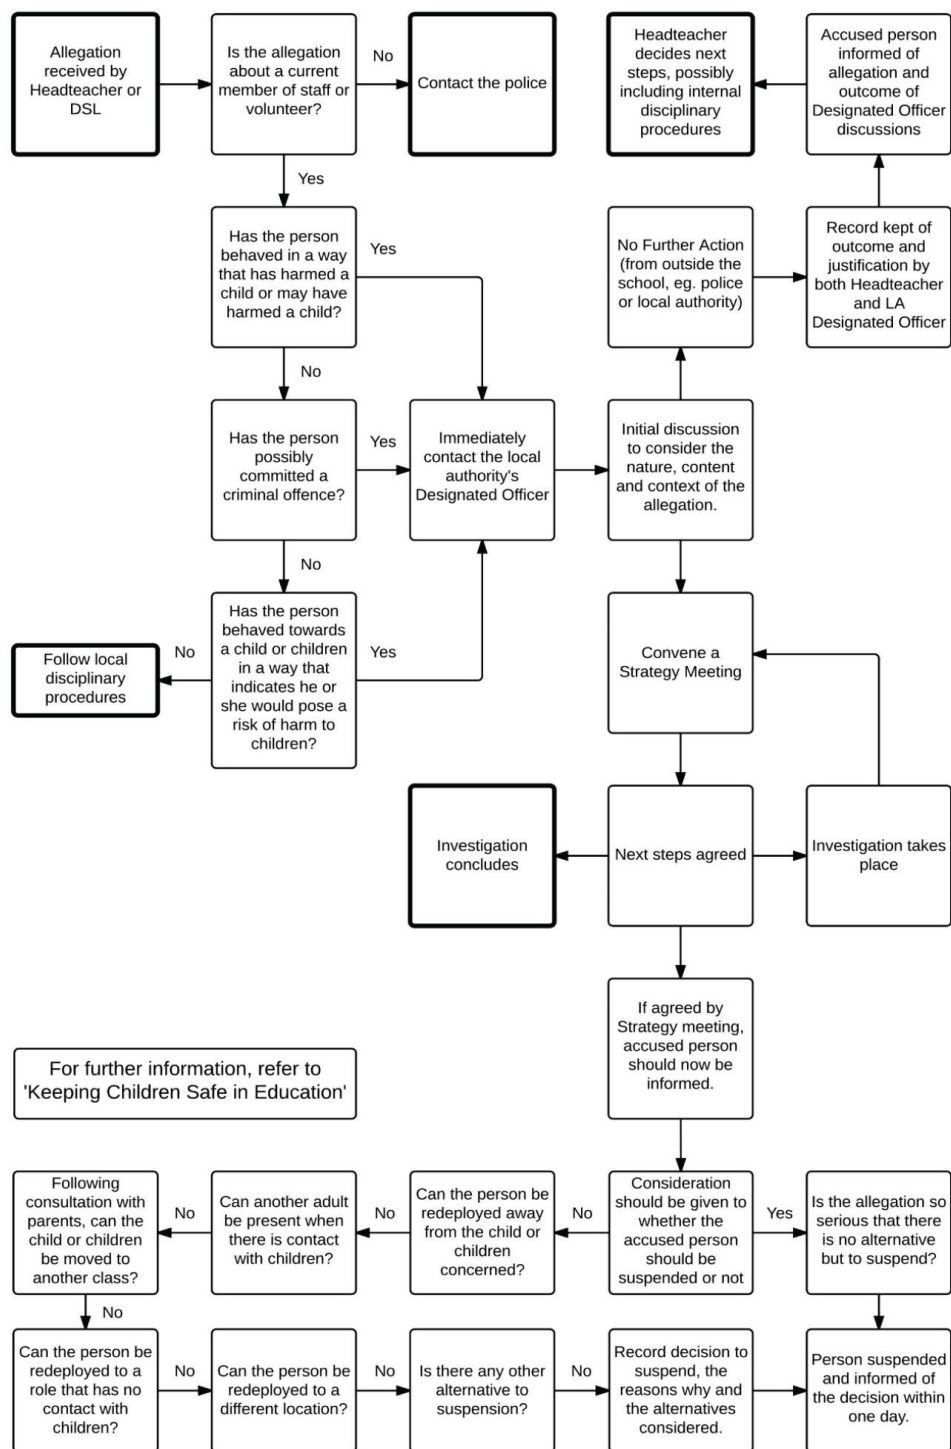 Allegation
received by
Headteacher or
DSL
Is the allegation
about a current
member of staff or
volunteer?
No
Contact the police
Headteacher
decides next
steps, possibly
including internal
disciplinary
procedures
Accused person
informed of
allegation and
outcome of
Designated Officer
discussions
Yes
Has the person
behaved in a way
that has harmed a
child or may have
harmed a child?
Yes
No Further Action
(from outside the
school, eg. police
or local authority)
Record kept of
outcome and
justification by
both Headteacher
and LA
Designated Officer
No
Has the person
possibly
committed a
criminal offence?
Yes
Immediately
contact the local
authority's
Designated Officer
Initial discussion
to consider the
nature, content
and context of the
allegation.
No
Follow local
disciplinary
procedures
No
Has the person
behaved towards
a child or children
in a way that
indicates he or
she would pose a
risk of harm to
children?
Yes
Convene a
Strategy Meeting
Investigation
concludes
Next steps agreed
Investigation takes
place
If agreed by
Strategy meeting,
accused person
should now be
informed.
For further information, refer to
'Keeping Children Safe in Education'
Following
consultation with
parents, can the
child or children
be moved to
another class?
No
Can another adult
be present when
there is contact
with children?
No
Can the person be
redeployed away
from the child or
children
concerned?
No
Consideration
should be given to
whether the
accused person
should be
suspended or not
Yes
Is the allegation so
serious that there
is no alternative
but to suspend?
No
Can the person be
redeployed to a
role that has no
contact with
children?
No
Can the person be
redeployed to a
different location?
No
Is there any other
alternative to
suspension?
No
Record decision to
suspend, the
reasons why and
the alternatives
considered.
Person suspended
and informed of
the decision within
one day.